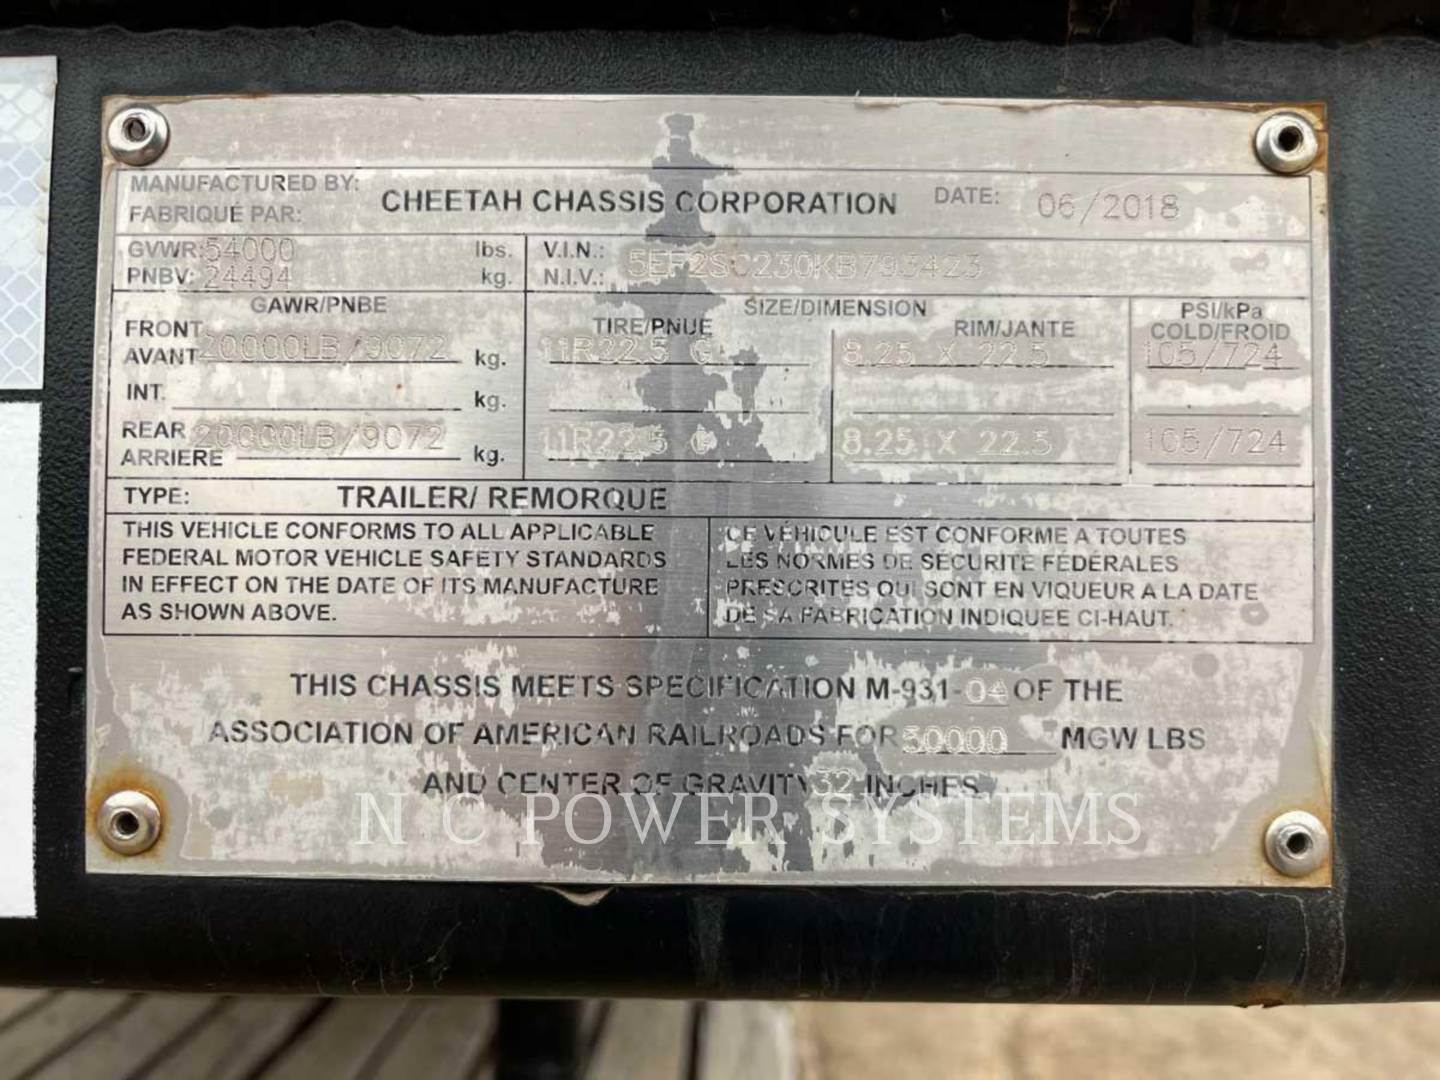 MANUFACTURED BY:
FABRIQUÉ PAR:
CHEETAH CHASSIS CORPORATION
DATE: 06/2018
GVWR: 54000 lbs.
PNBV: 24494 kg.
V.I.N.:
N.I.V.: 5EF2SC230KB793423
GAWR/PNBE
SIZE/DIMENSION
TIRE/PNUE
RIM/JANTE
PSI/kPa
COLD/FROID
FRONT
AVANT 20000LB/9072 kg. 11R22.5 G 8.25 X 22.5 105/724
INT. kg.
REAR
ARRIERE 20000LB/9072 kg. 11R22.5 G 8.25 X 22.5 105/724
TYPE: TRAILER/ REMORQUE
THIS VEHICLE CONFORMS TO ALL APPLICABLE
FEDERAL MOTOR VEHICLE SAFETY STANDARDS
IN EFFECT ON THE DATE OF ITS MANUFACTURE
AS SHOWN ABOVE.
CE VÉHICULE EST CONFORME A TOUTES
LES NORMES DE SÉCURITE FÉDÉRALES
PRESCRITES QUI SONT EN VIQUEUR A LA DATE
DE SA FABRICATION INDIQUEE CI-HAUT.
THIS CHASSIS MEETS SPECIFICATION M-931-04 OF THE
ASSOCIATION OF AMERICAN RAILROADS FOR 50000 MGW LBS
AND CENTER OF GRAVITY 32 INCHES
N C POWER SYSTEMS